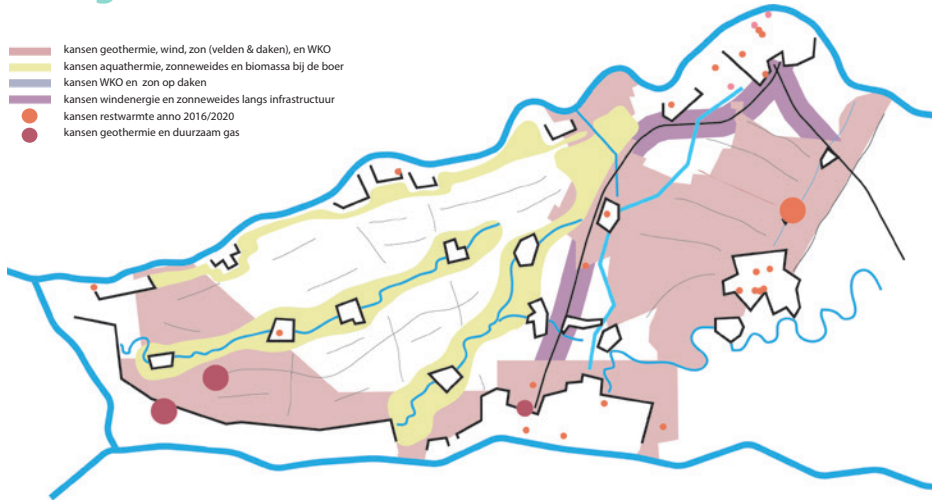 kansen geothermie, wind, zon (velden & daken), en WKO
kansen aquathermie, zonneweides en biomassa bij de boer
kansen WKO en zon op daken
kansen windenergie en zonneweides langs infrastructuur
kansen restwarmte anno 2016/2020
kansen geothermie en duurzaam gas